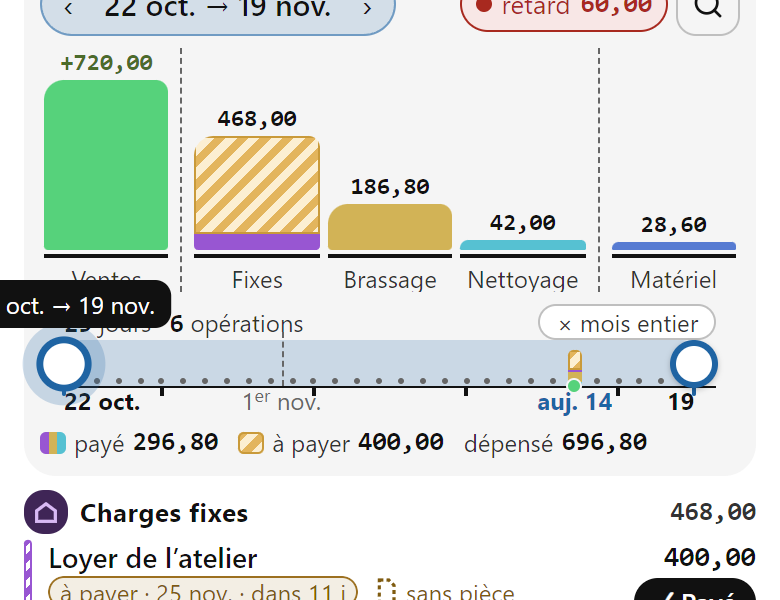 ‹ 22 oct. → 19 nov. ›
retard 60,00
+720,00
468,00
186,80
42,00
28,60
Ventes Fixes Brassage Nettoyage Matériel
oct. → 19 nov.
29 jours 6 opérations
× mois entier
22 oct. 1er nov. auj. 14 19
payé 296,80 à payer 400,00 dépensé 696,80
Charges fixes 468,00
Loyer de l’atelier 400,00
à payer · 25 nov. · dans 11 j sans pièce
✓ Payé